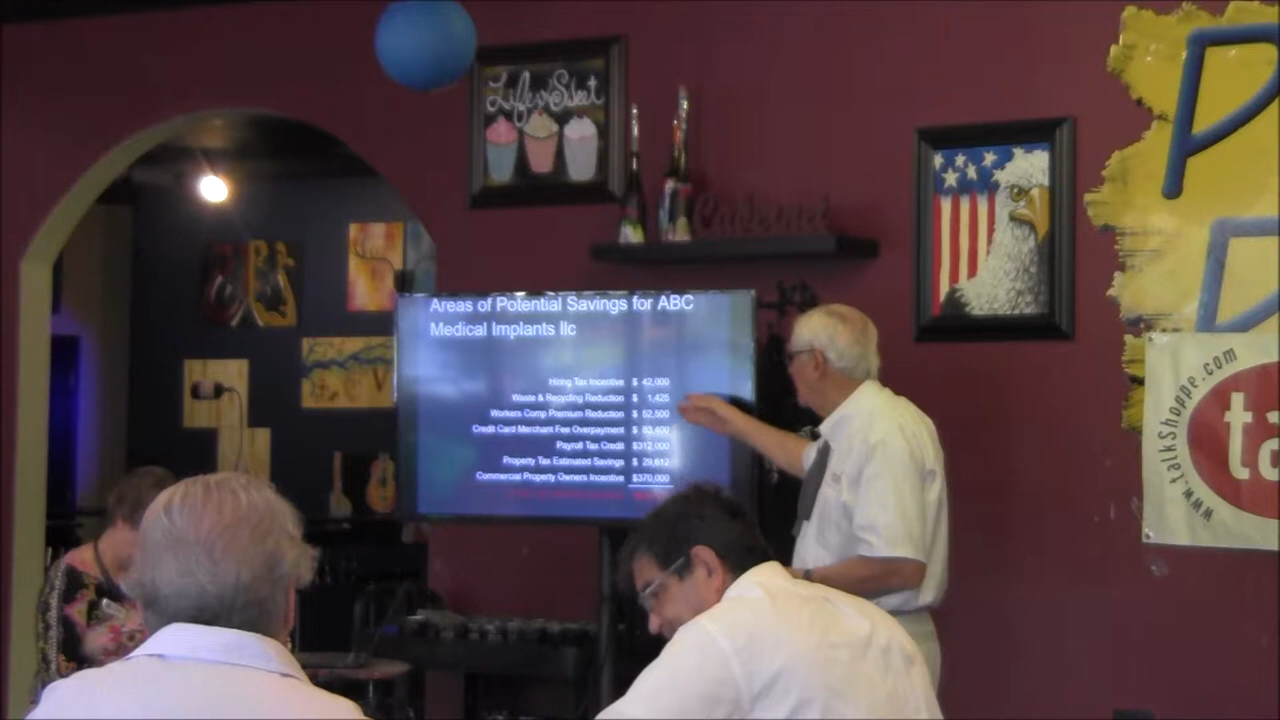 Life is Sweet
Cabernet
Areas of Potential Savings for ABC
Medical Implants llc
Hiring Tax Incentive $ 42,000
Waste & Recycling Reduction $ 1,425
Workers Comp Premium Reduction $ 52,500
Credit Card Merchant Fee Overpayment $ 83,400
Payroll Tax Credit $312,000
Property Tax Estimated Savings $ 29,612
Commercial Property Owners Incentive $370,000
P
www.talkShoppe.com
ta